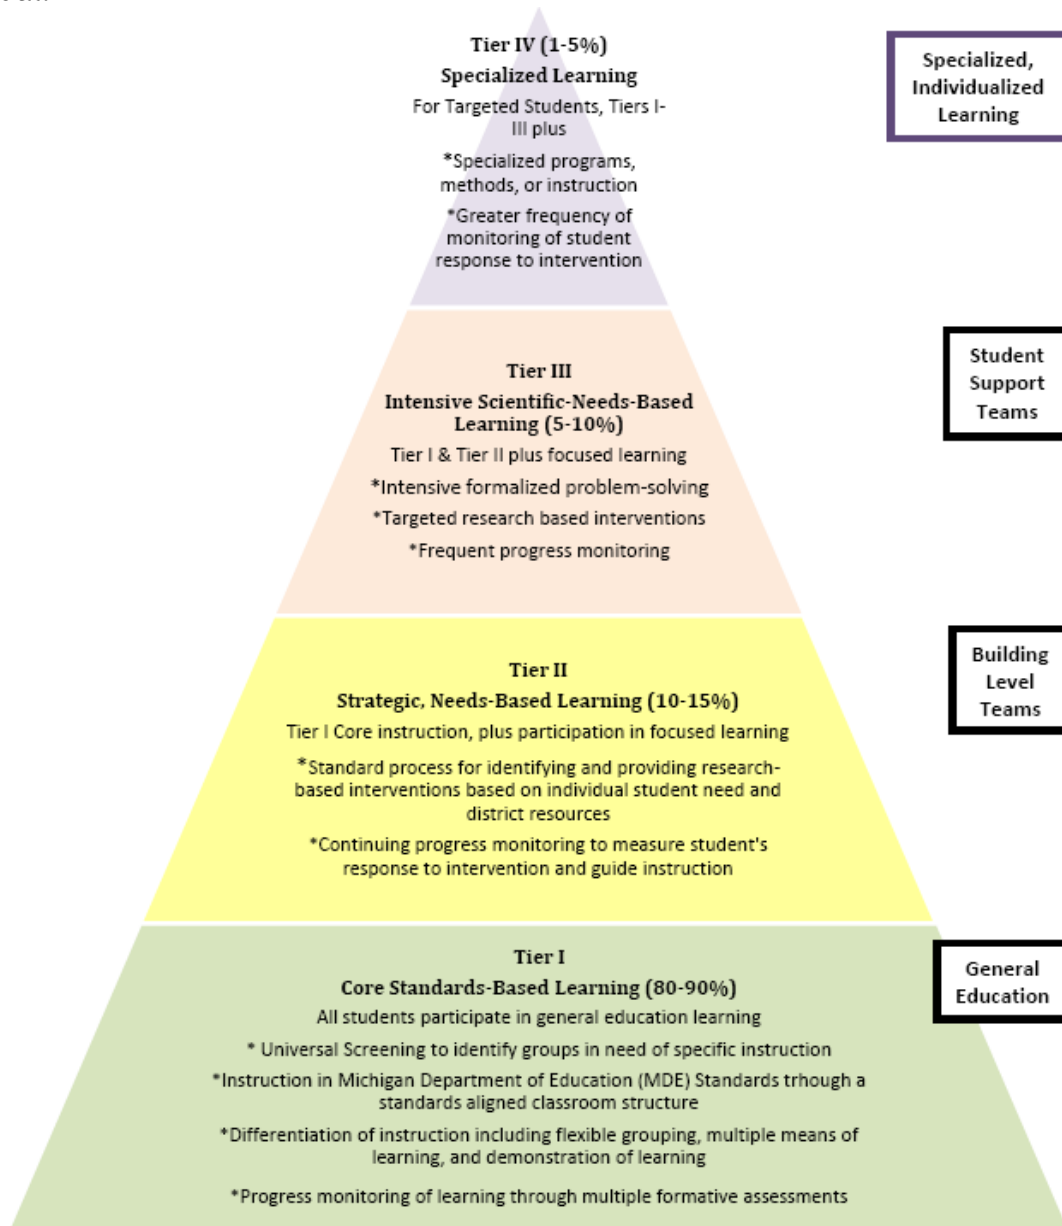 Tier IV (1-5%)
Specialized Learning
For Targeted Students, Tiers I-
III plus
*Specialized programs,
methods, or instruction
*Greater frequency of
monitoring of student
response to intervention
Specialized,
Individualized
Learning
Tier III
Intensive Scientific-Needs-Based
Learning (5-10%)
Tier I & Tier II plus focused learning
*Intensive formalized problem-solving
*Targeted research based interventions
*Frequent progress monitoring
Student
Support
Teams
Tier II
Strategic, Needs-Based Learning (10-15%)
Tier I Core instruction, plus participation in focused learning
*Standard process for identifying and providing research-
based interventions based on individual student need and
district resources
*Continuing progress monitoring to measure student's
response to intervention and guide instruction
Building
Level
Teams
Tier I
Core Standards-Based Learning (80-90%)
All students participate in general education learning
* Universal Screening to identify groups in need of specific instruction
*Instruction in Michigan Department of Education (MDE) Standards trhough a
standards aligned classroom structure
*Differentiation of instruction including flexible grouping, multiple means of
learning, and demonstration of learning
*Progress monitoring of learning through multiple formative assessments
General
Education